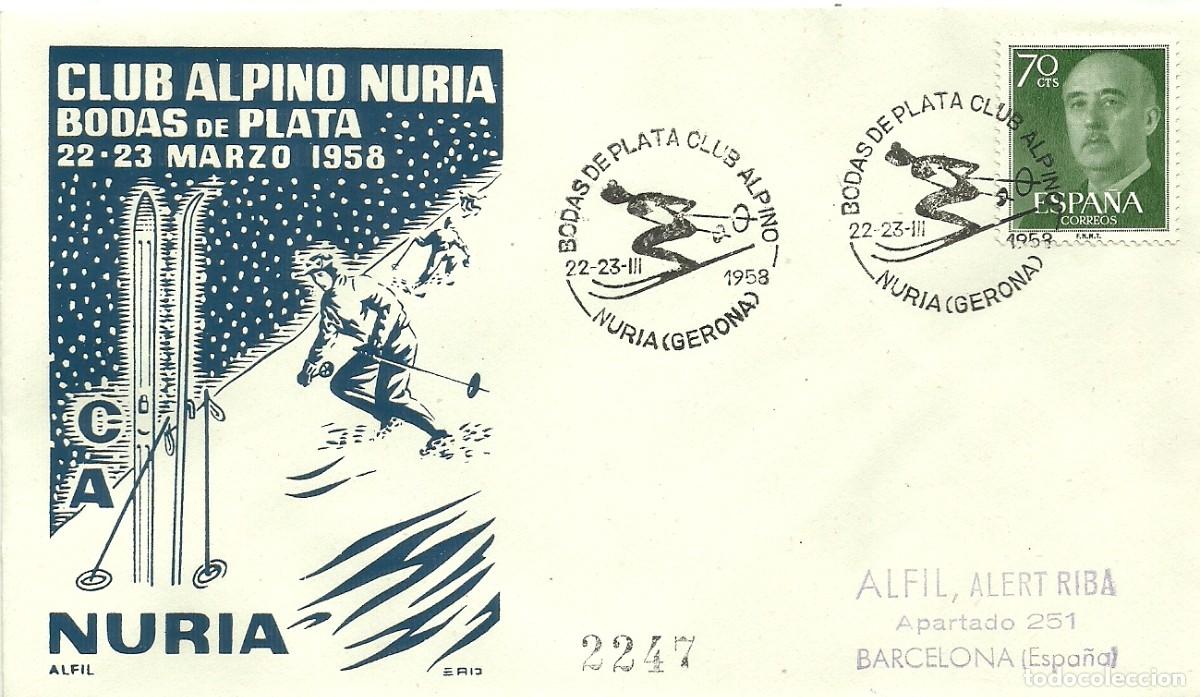 CLUB ALPINO NURIA
BODAS DE PLATA
22-23 MARZO 1958
C
A
NURIA
ALFIL
BODAS DE PLATA CLUB ALPINO
22-23-III
1958
NURIA (GERONA)
BODAS DE PLATA CLUB ALPINO
22-23-III
1958
NURIA (GERONA)
70
CTS
ESPAÑA
CORREOS
F.N.M.T.
2247
ALFIL, ALERT RIBA
Apartado 251
BARCELONA (España)
todocoleccion